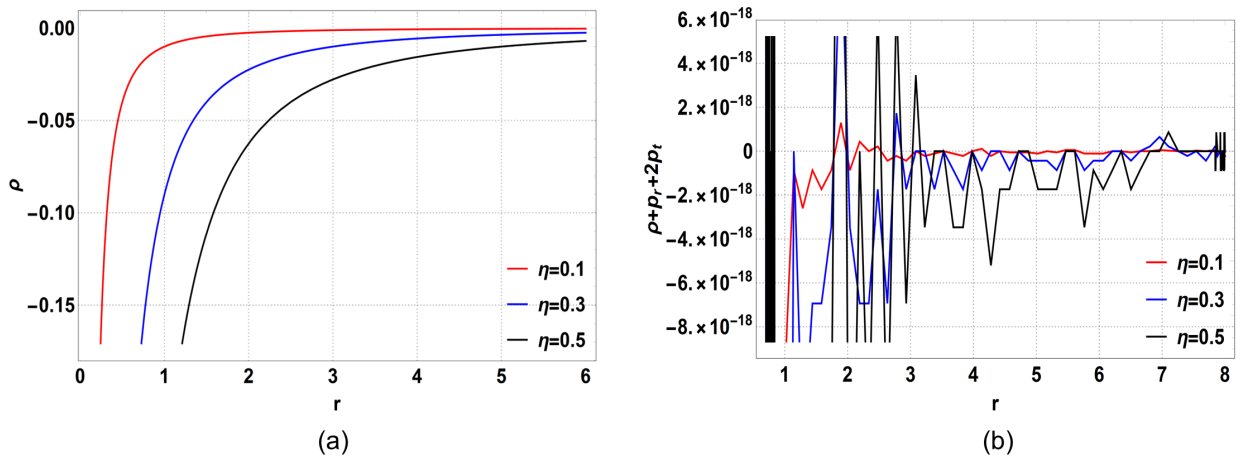 0.00
−0.05
−0.10
−0.15
ρ
0 1 2 3 4 5 6
r
η=0.1
η=0.3
η=0.5
(a)
6.×10⁻¹⁸
4.×10⁻¹⁸
2.×10⁻¹⁸
0
−2.×10⁻¹⁸
−4.×10⁻¹⁸
−6.×10⁻¹⁸
−8.×10⁻¹⁸
ρ+pᵣ+2pₜ
1 2 3 4 5 6 7 8
r
η=0.1
η=0.3
η=0.5
(b)